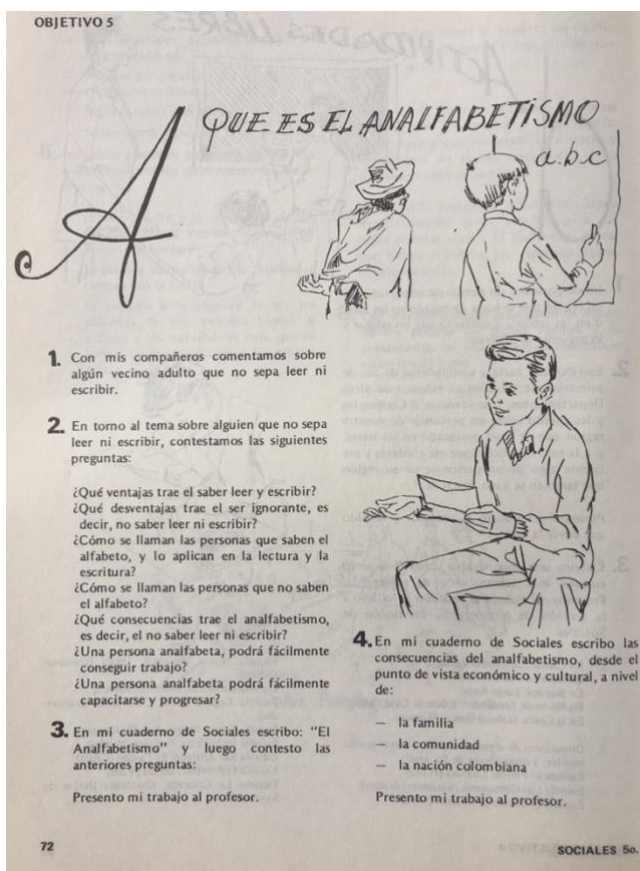 OBJETIVO 5
A
QUE ES EL ANALFABETISMO
a.b.c
1. Con mis compañeros comentamos sobre
algún vecino adulto que no sepa leer ni
escribir.
2. En torno al tema sobre alguien que no sepa
leer ni escribir, contestamos las siguientes
preguntas:
¿Qué ventajas trae el saber leer y escribir?
¿Qué desventajas trae el ser ignorante, es
decir, no saber leer ni escribir?
¿Cómo se llaman las personas que saben el
alfabeto, y lo aplican en la lectura y la
escritura?
¿Cómo se llaman las personas que no saben
el alfabeto?
¿Qué consecuencias trae el analfabetismo,
es decir, el no saber leer ni escribir?
¿Una persona analfabeta, podrá fácilmente
conseguir trabajo?
¿Una persona analfabeta podrá fácilmente
capacitarse y progresar?
3. En mi cuaderno de Sociales escribo: "El
Analfabetismo" y luego contesto las
anteriores preguntas:
Presento mi trabajo al profesor.
4. En mi cuaderno de Sociales escribo las
consecuencias del analfabetismo, desde el
punto de vista económico y cultural, a nivel
de:
— la familia
— la comunidad
— la nación colombiana
Presento mi trabajo al profesor.
72
SOCIALES 5o.